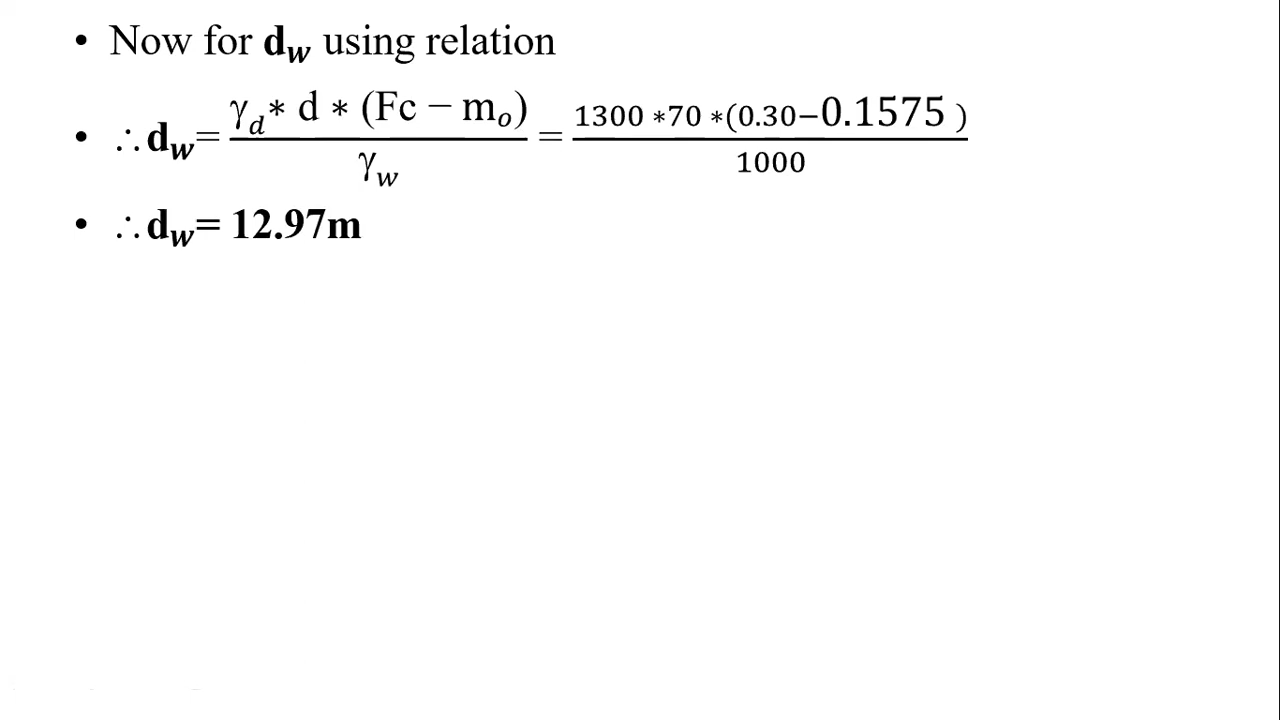 • Now for d_w using relation
• ∴d_w= γ_d* d * (Fc − m_o) / γ_w = 1300 *70 *(0.30−0.1575 ) / 1000
• ∴d_w= 12.97m